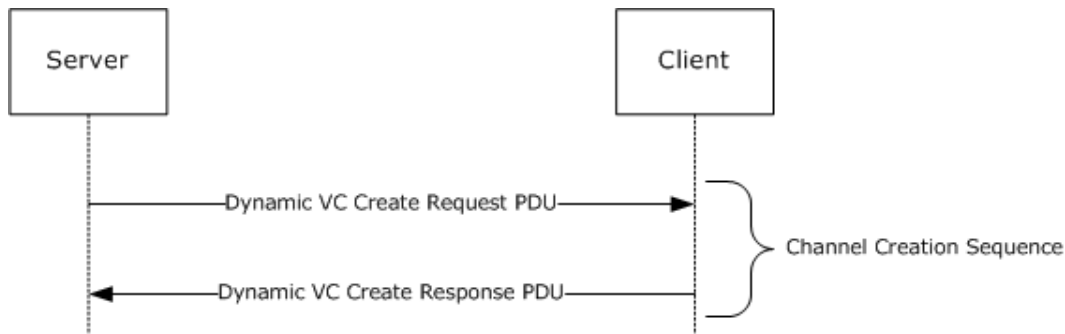 Server
Client
Dynamic VC Create Request PDU
Channel Creation Sequence
Dynamic VC Create Response PDU